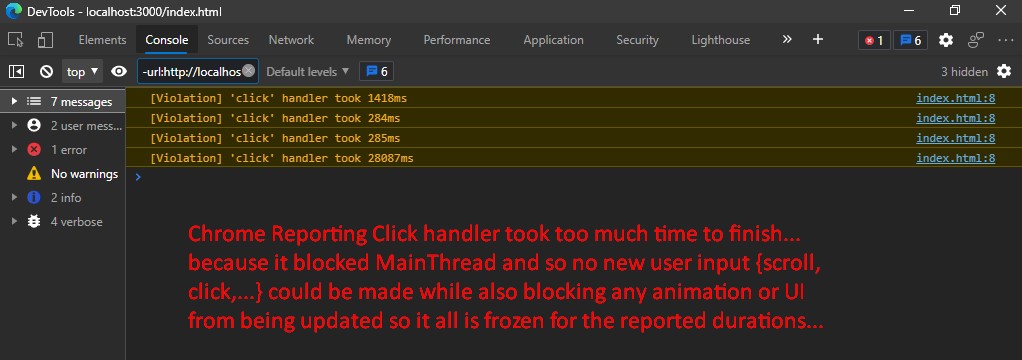 DevTools - localhost:3000/index.html
Elements Console Sources Network Memory Performance Application Security Lighthouse » + 1 6
top ▼ -url:http://localhos Default levels ▼ 6 3 hidden
7 messages
2 user mess...
1 error
No warnings
2 info
4 verbose
[Violation] 'click' handler took 1418ms index.html:8
[Violation] 'click' handler took 284ms index.html:8
[Violation] 'click' handler took 285ms index.html:8
[Violation] 'click' handler took 28087ms index.html:8
Chrome Reporting Click handler took too much time to finish...
because it blocked MainThread and so no new user input {scroll,
click,...} could be made while also blocking any animation or UI
from being updated so it all is frozen for the reported durations...